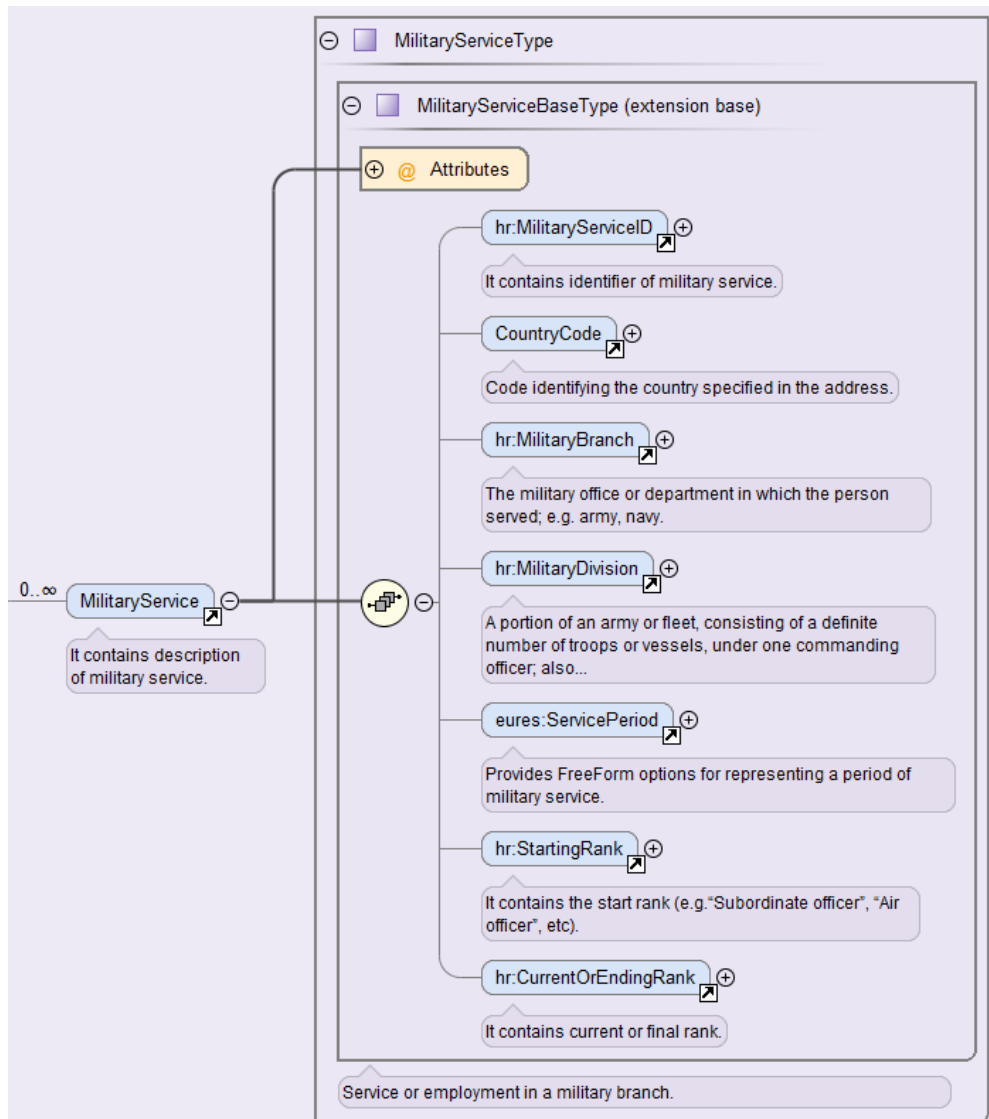 MilitaryServiceType
MilitaryServiceBaseType (extension base)
@ Attributes
hr:MilitaryServiceID
It contains identifier of military service.
CountryCode
Code identifying the country specified in the address.
hr:MilitaryBranch
The military office or department in which the person
served; e.g. army, navy.
hr:MilitaryDivision
0..∞
MilitaryService
It contains description
of military service.
A portion of an army or fleet, consisting of a definite
number of troops or vessels, under one commanding
officer; also...
eures:ServicePeriod
Provides FreeForm options for representing a period of
military service.
hr:StartingRank
It contains the start rank (e.g.“Subordinate officer”, “Air
officer”, etc).
hr:CurrentOrEndingRank
It contains current or final rank.
Service or employment in a military branch.